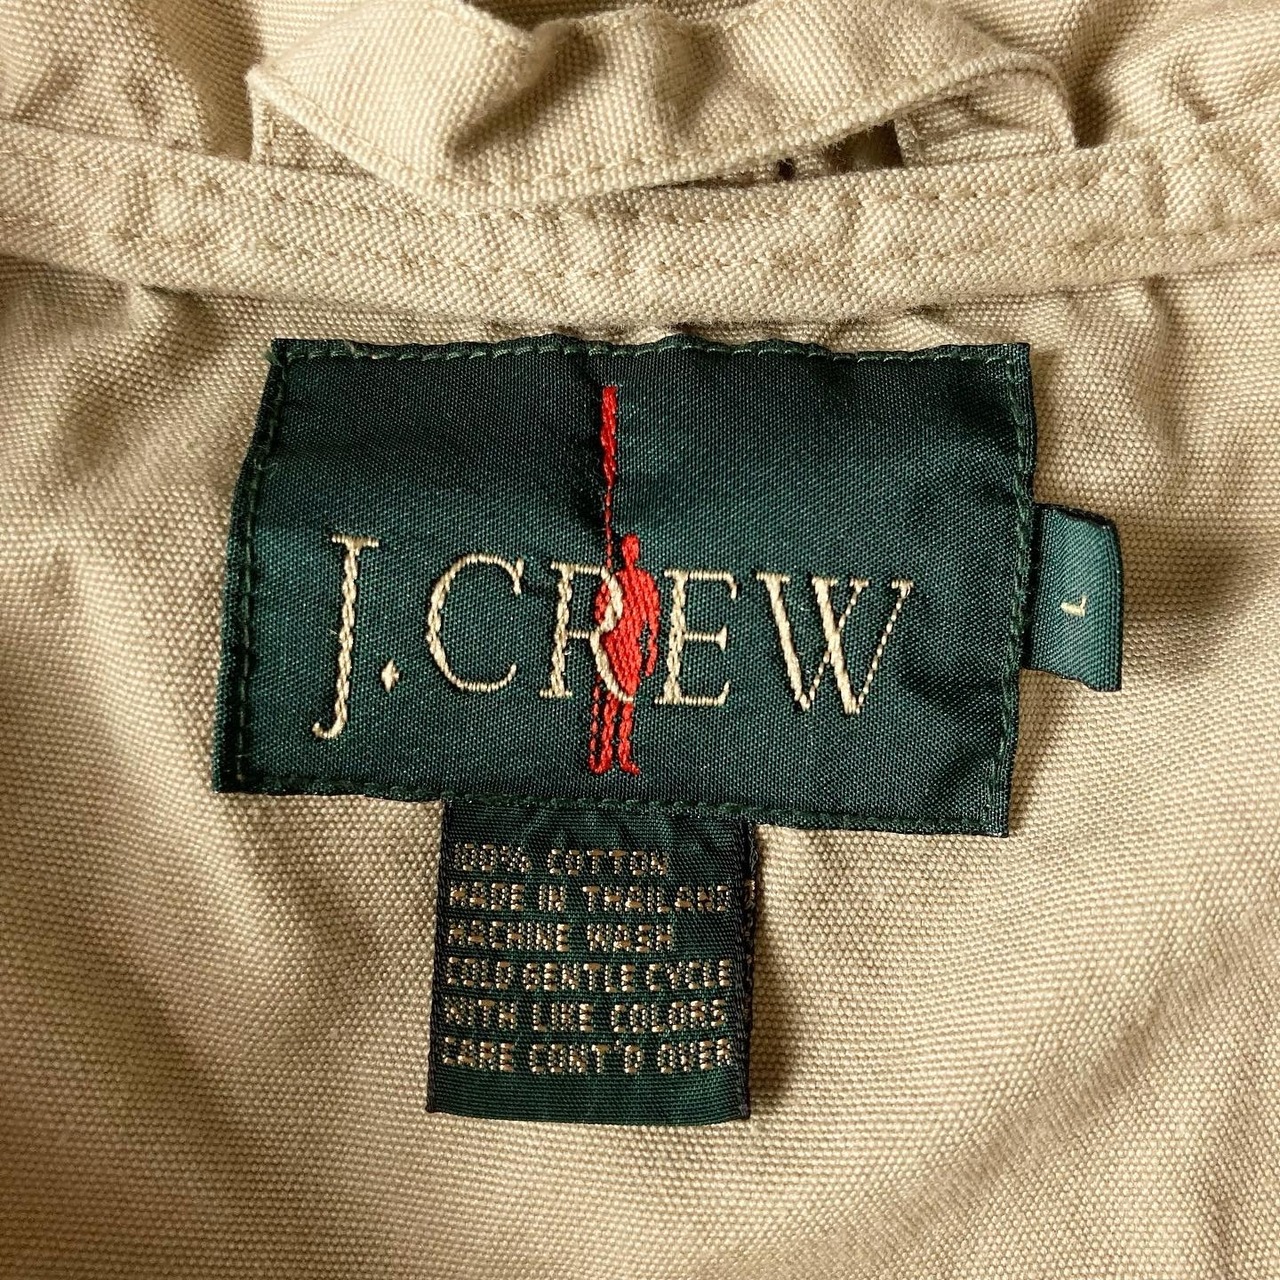 J.CREW
L
100% COTTON
MADE IN THAILAND
MACHINE WASH
COLD GENTLE CYCLE
WITH LIKE COLORS
CARE CONT'D OVER